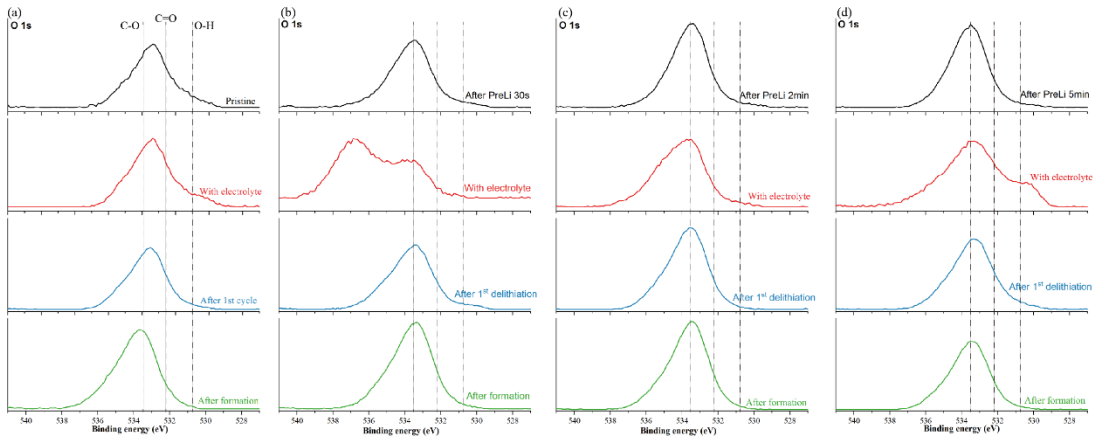 (a)
O 1s
C-O
C=O
O-H
Pristine
With electrolyte
After 1st cycle
After formation
538 536 534 532 530 528
Binding energy (eV)
(b)
O 1s
After PreLi 30s
With electrolyte
After 1st delithiation
After formation
540 538 536 534 532 530 528
Binding energy (eV)
(c)
O 1s
After PreLi 2min
With electrolyte
After 1st delithiation
After formation
540 538 536 534 532 530 528
Binding energy (eV)
(d)
O 1s
After PreLi 5min
With electrolyte
After 1st delithiation
After formation
540 538 536 534 532 530 528
Binding energy (eV)